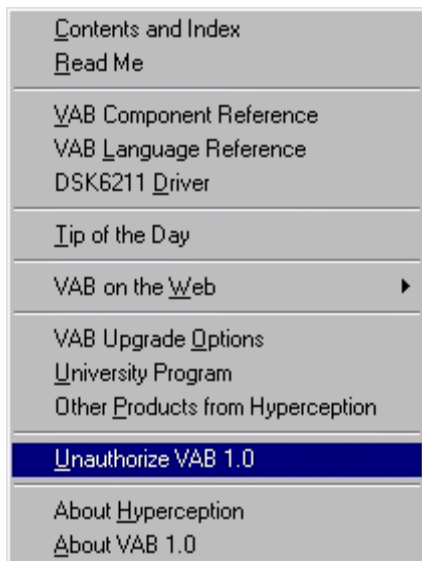 Contents and Index
Read Me
VAB Component Reference
VAB Language Reference
DSK6211 Driver
Tip of the Day
VAB on the Web
VAB Upgrade Options
University Program
Other Products from Hyperception
Unauthorize VAB 1.0
About Hyperception
About VAB 1.0